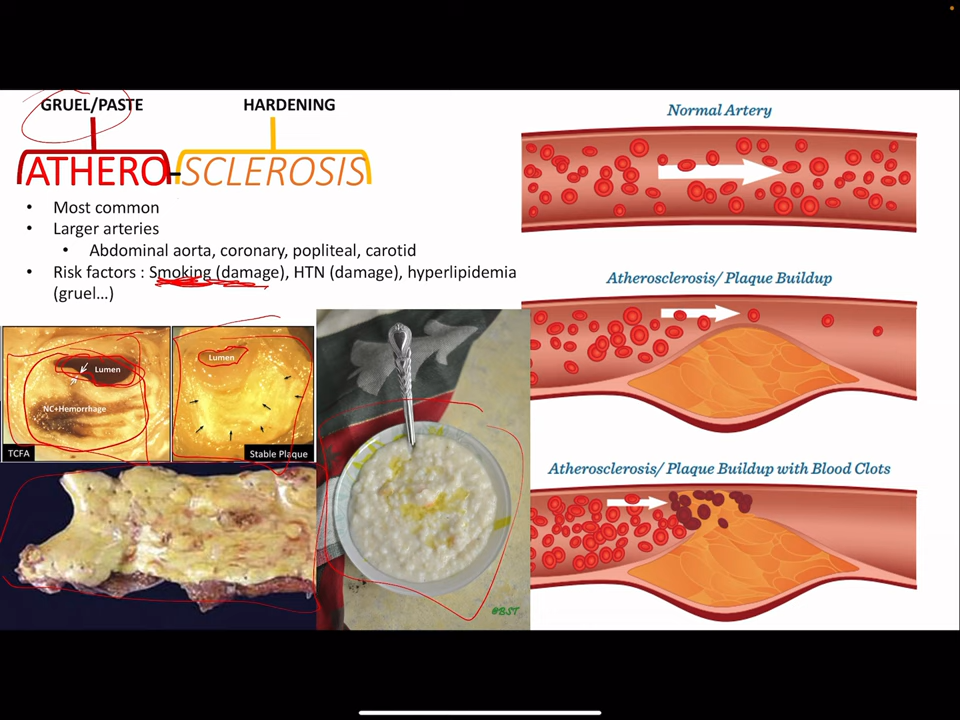 GRUEL/PASTE
HARDENING
ATHERO-SCLEROSIS
• Most common
• Larger arteries
• Abdominal aorta, coronary, popliteal, carotid
• Risk factors : Smoking (damage), HTN (damage), hyperlipidemia
(gruel...)
Lumen
NC+Hemorrhage
TCFA
Lumen
Stable Plaque
@BST
Normal Artery
Atherosclerosis/ Plaque Buildup
Atherosclerosis/ Plaque Buildup with Blood Clots